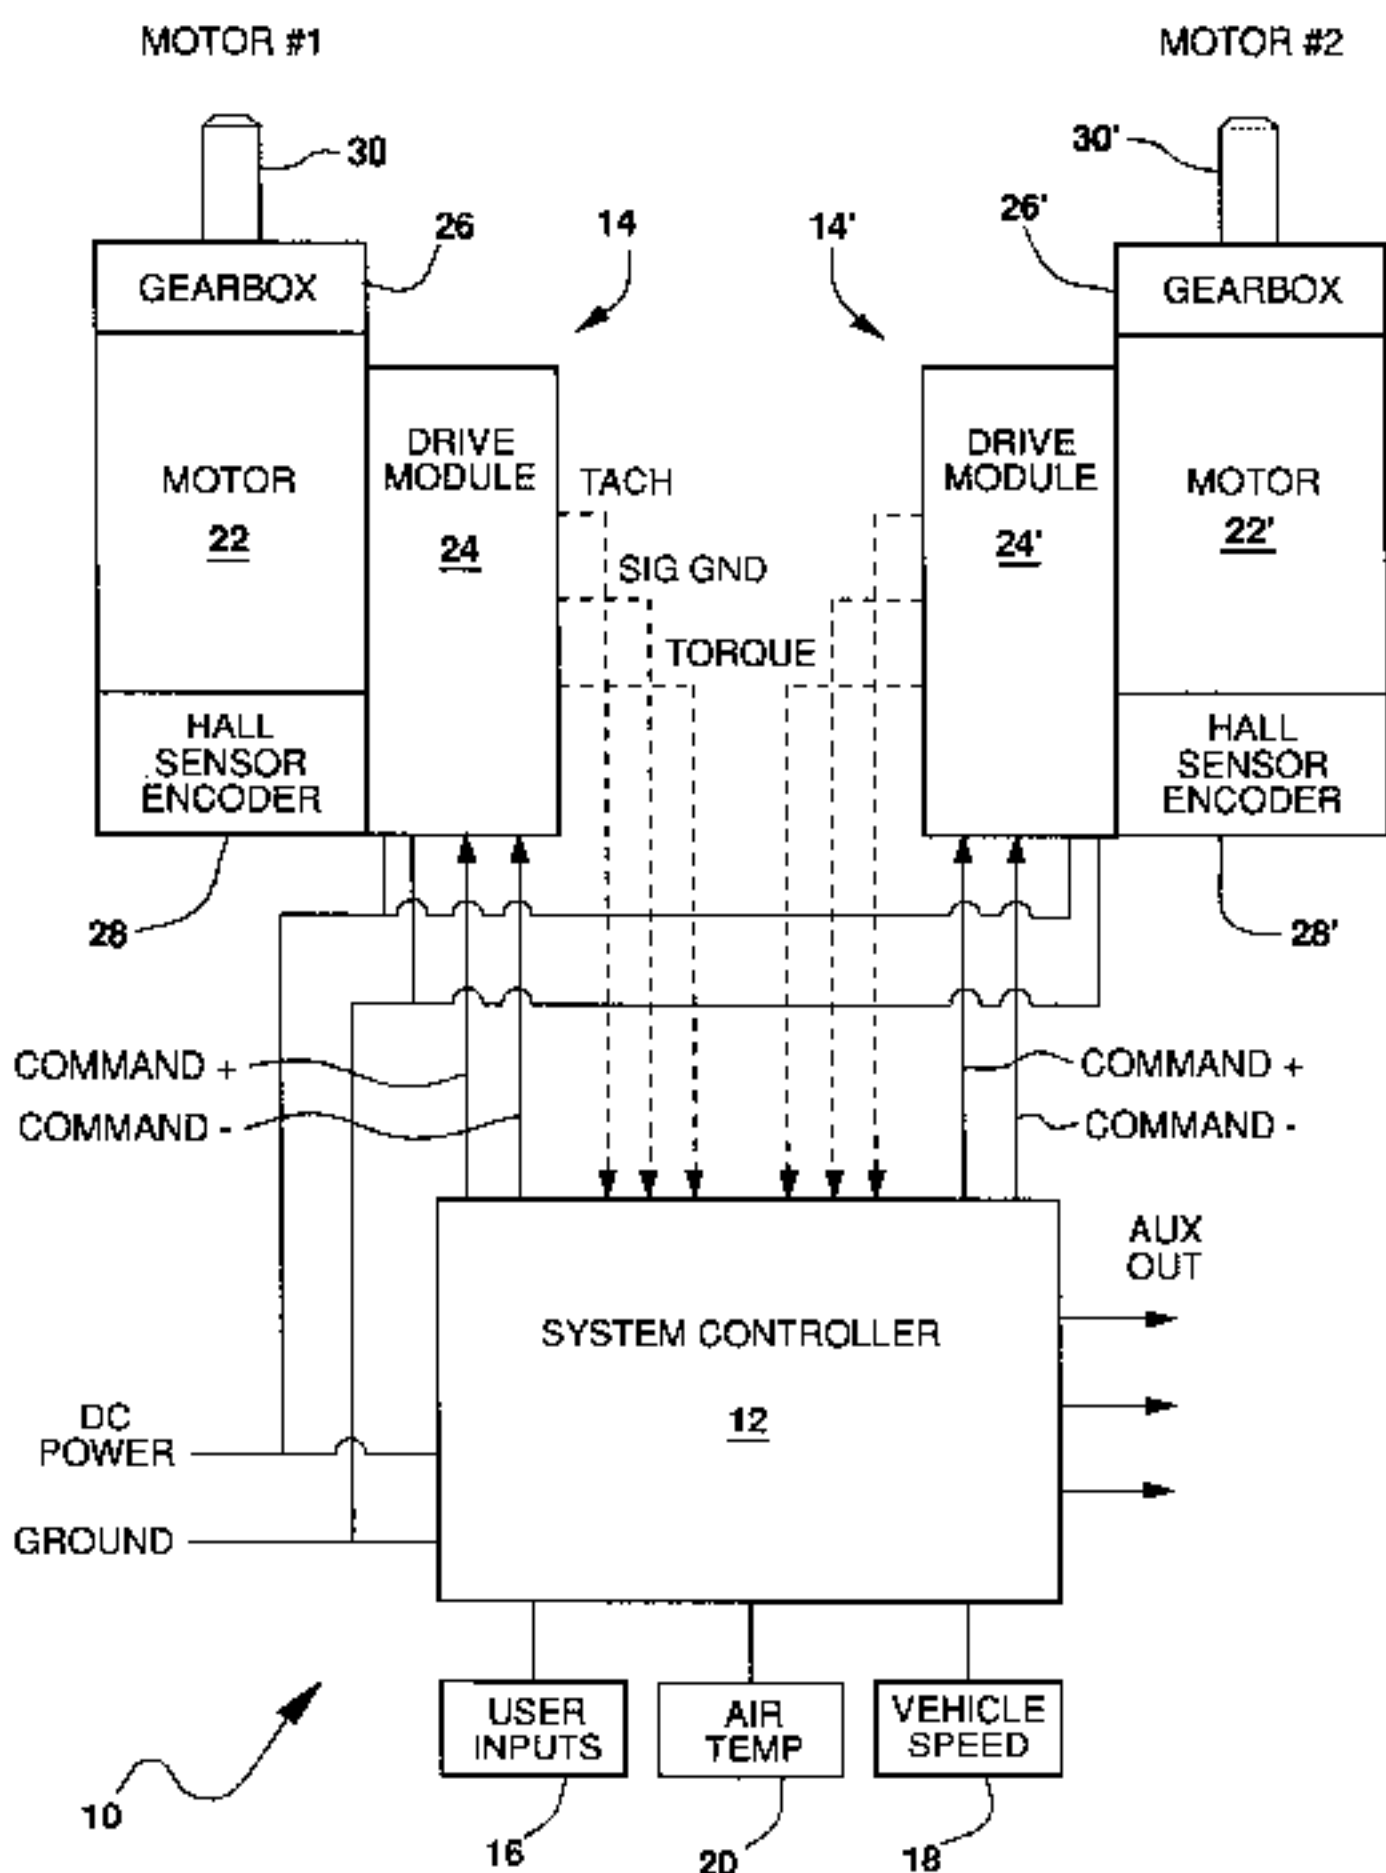 MOTOR #1
MOTOR #2
30
30'
26
14
14'
26'
GEARBOX
GEARBOX
DRIVE
MODULE
24
DRIVE
MODULE
24'
MOTOR
22
MOTOR
22'
TACH
SIG GND
TORQUE
HALL
SENSOR
ENCODER
HALL
SENSOR
ENCODER
28
28'
COMMAND +
COMMAND -
COMMAND +
COMMAND -
AUX
OUT
SYSTEM CONTROLLER
12
DC
POWER
GROUND
USER
INPUTS
AIR
TEMP
VEHICLE
SPEED
10
16
20
18